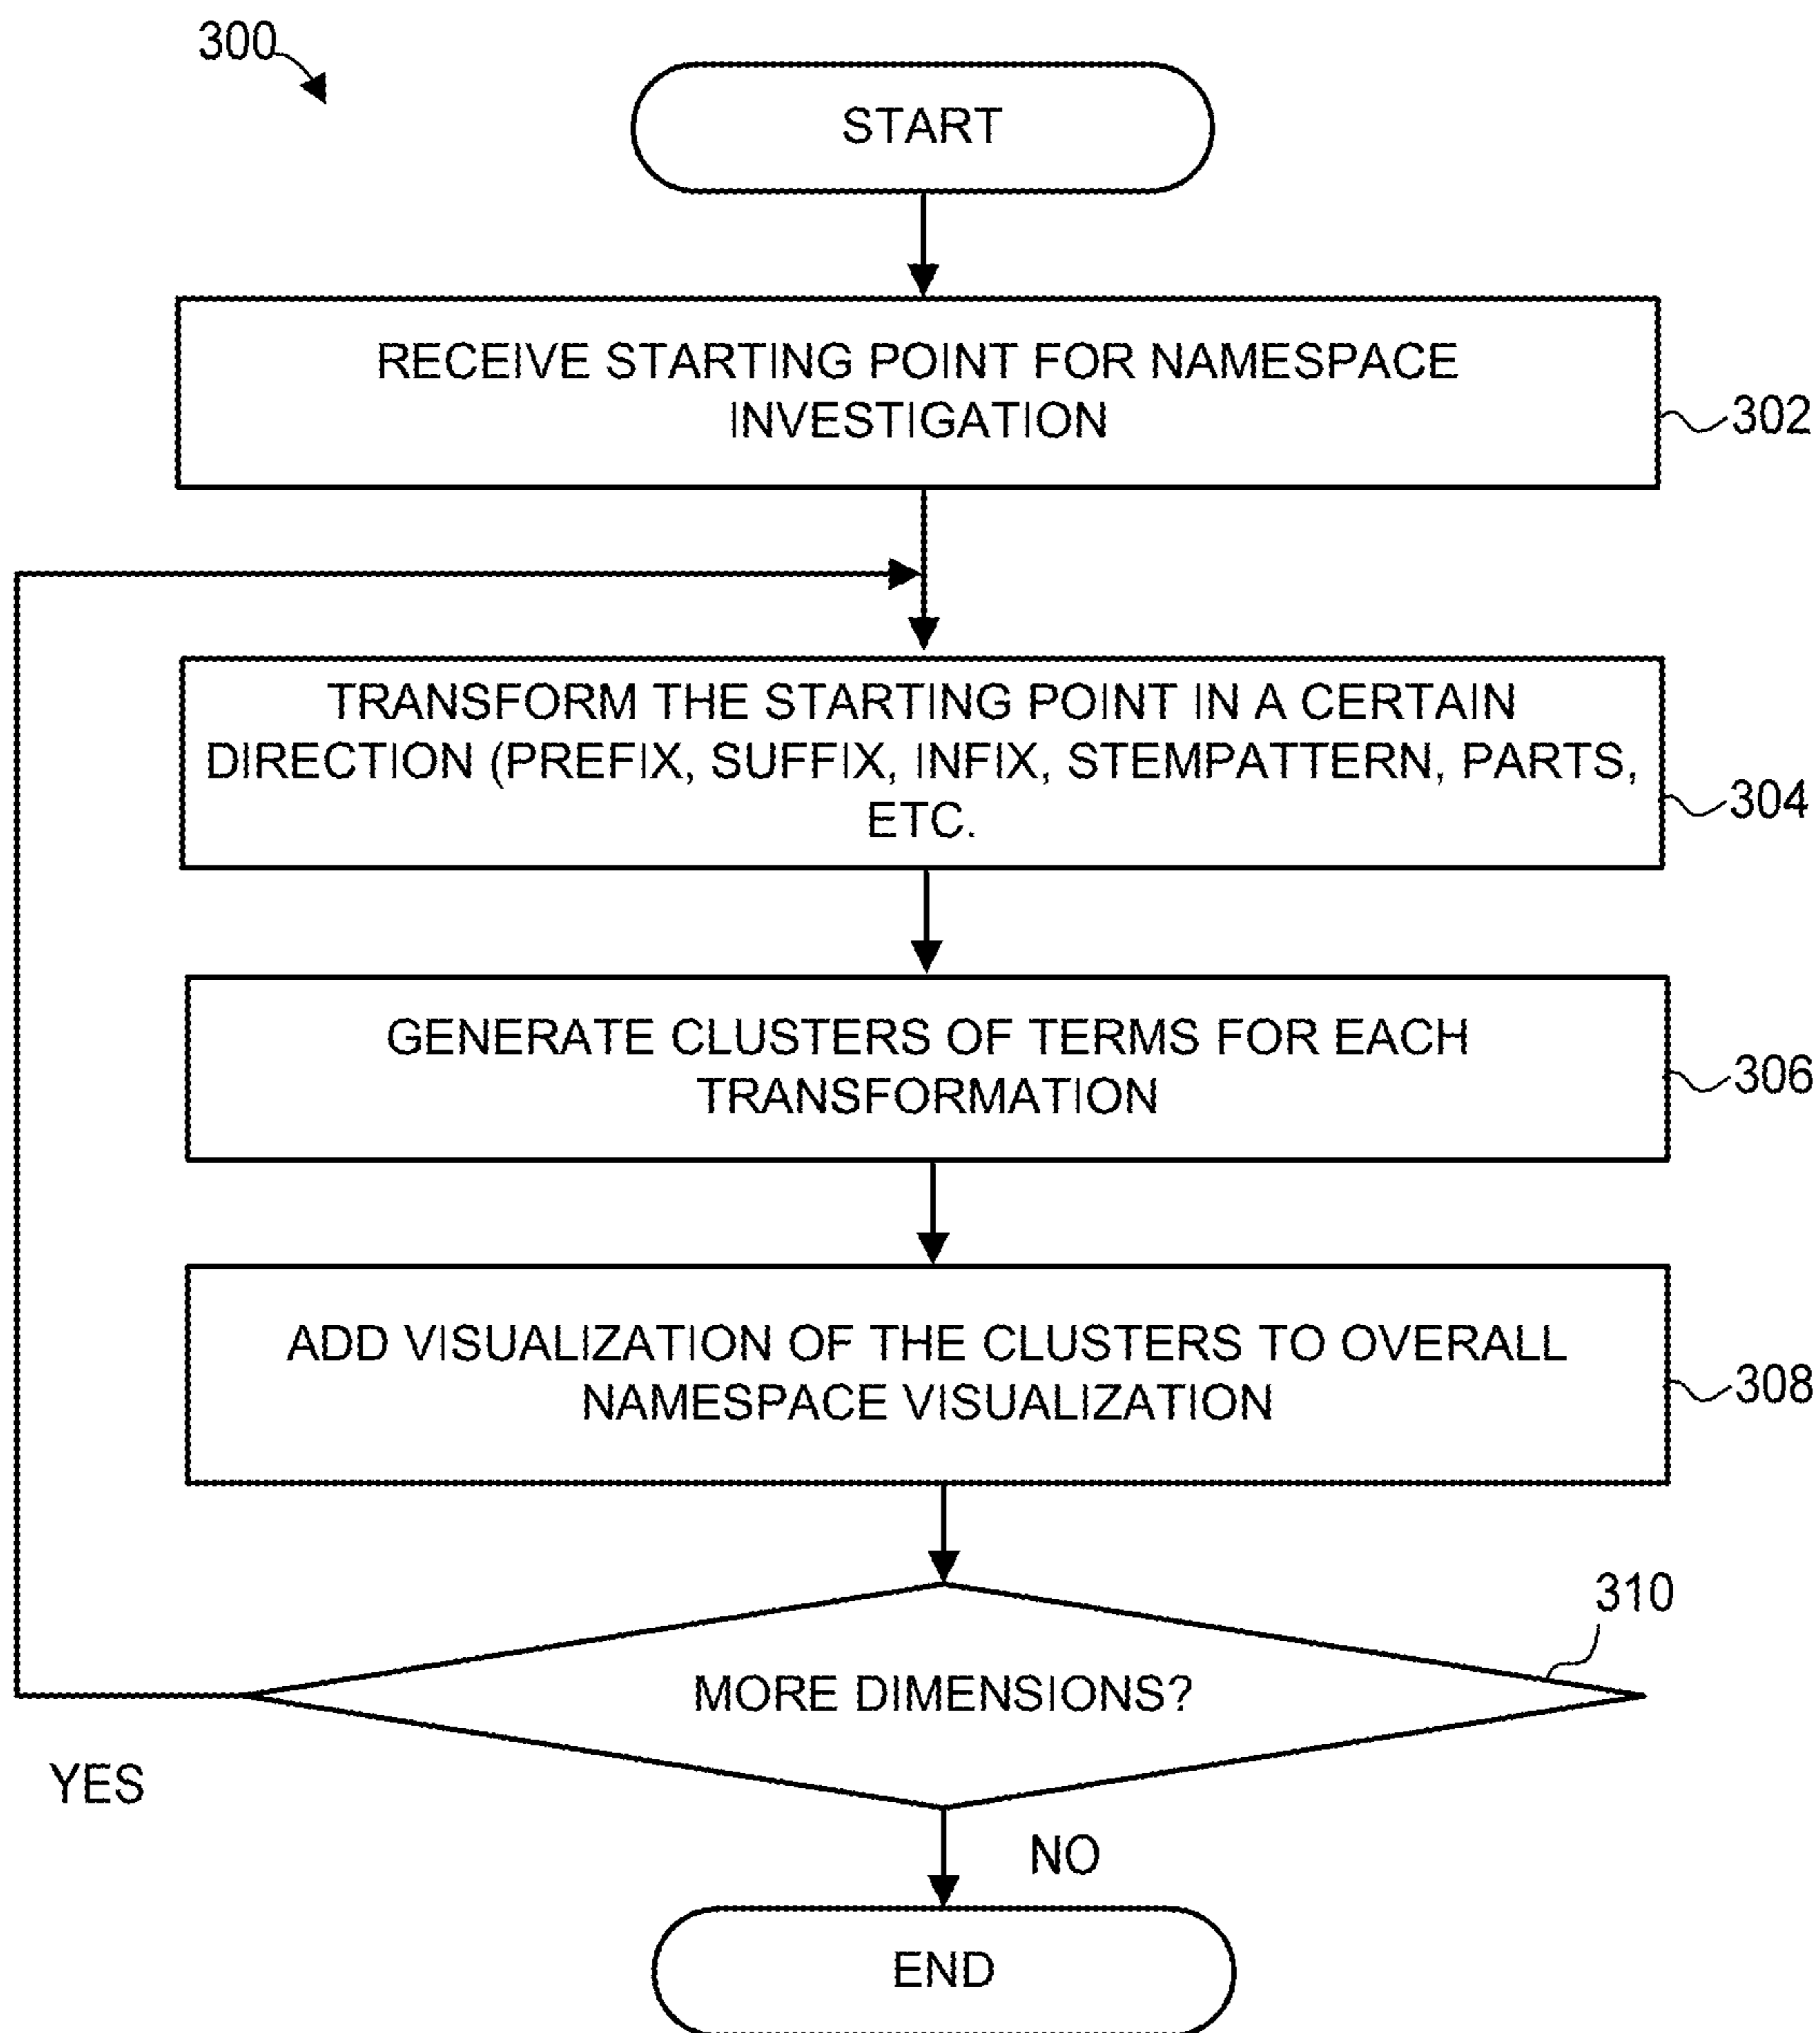 300
START
RECEIVE STARTING POINT FOR NAMESPACE
INVESTIGATION
302
TRANSFORM THE STARTING POINT IN A CERTAIN
DIRECTION (PREFIX, SUFFIX, INFIX, STEMPATTERN, PARTS,
ETC.
304
GENERATE CLUSTERS OF TERMS FOR EACH
TRANSFORMATION
306
ADD VISUALIZATION OF THE CLUSTERS TO OVERALL
NAMESPACE VISUALIZATION
308
310
MORE DIMENSIONS?
YES
NO
END